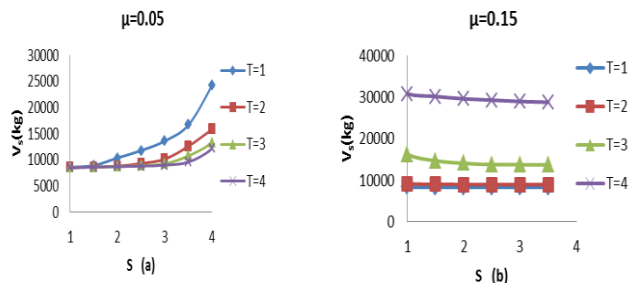 μ=0.05
30000
25000
20000
15000
10000
5000
0
Vs(kg)
1 2 3 4
S (a)
T=1
T=2
T=3
T=4
μ=0.15
40000
30000
20000
10000
0
Vs(kg)
1 2 3 4
S (b)
T=1
T=2
T=3
T=4